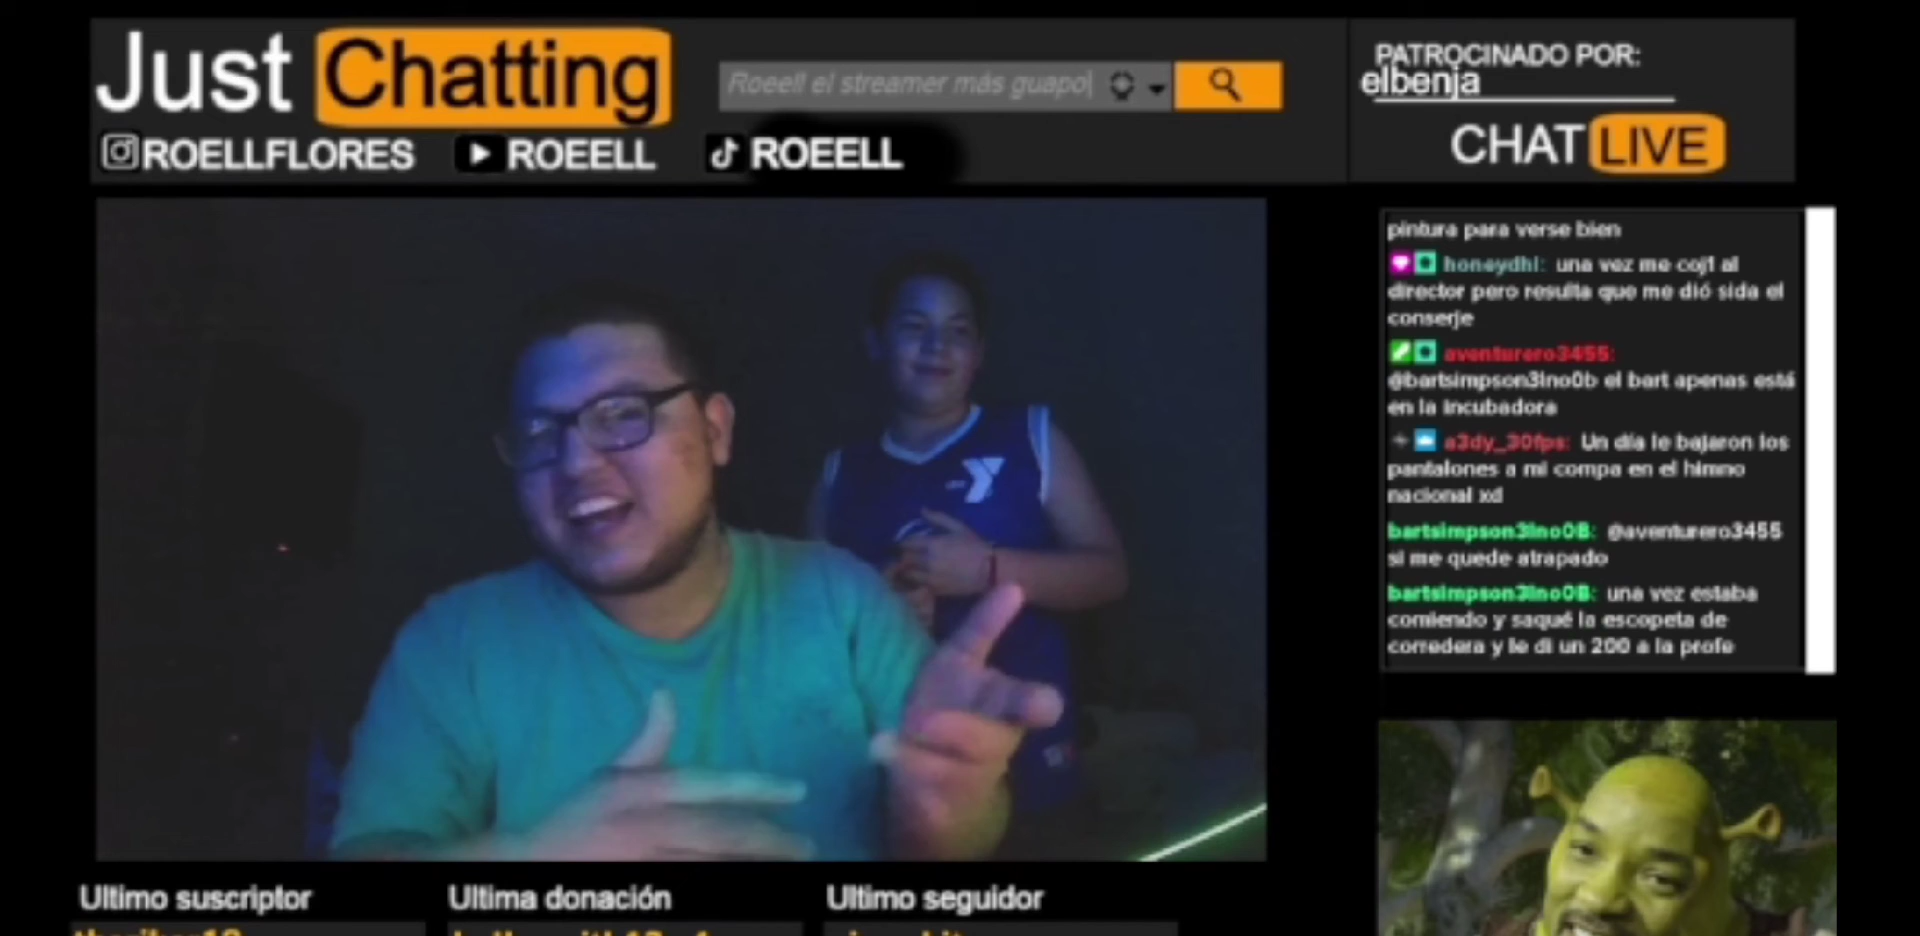 Just Chatting
Roeell el streamer más guapo
PATROCINADO POR:
elbenja
ROELLFLORES
ROEELL
ROEELL
CHAT LIVE
pintura para verse bien
honeydhl: una vez me coj1 al
director pero resulta que me dió sida el
conserje
aventurero3455:
@bartsimpson3lno0b el bart apenas está
en la incubadora
a3dy_30fps: Un día le bajaron los
pantalones a mi compa en el himno
nacional xd
bartsimpson3lno0B: @aventurero3455
si me quede atrapado
bartsimpson3lno0B: una vez estaba
comiendo y saqué la escopeta de
corredera y le di un 200 a la profe
Y
Ultimo suscriptor
Ultima donación
Ultimo seguidor